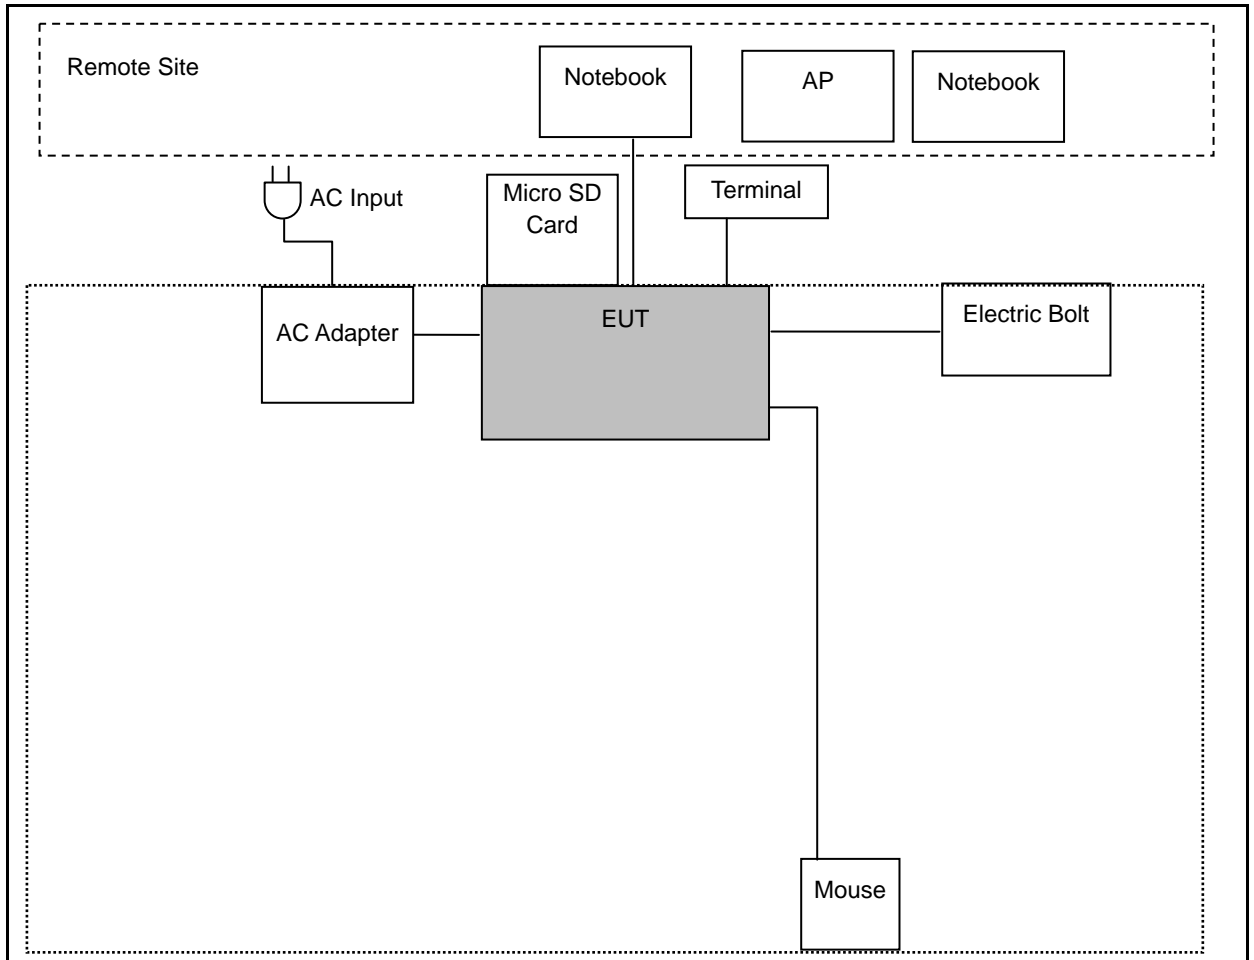 Remote Site
Notebook
AP
Notebook
AC Input
Micro SD
Card
Terminal
AC Adapter
EUT
Electric Bolt
Mouse